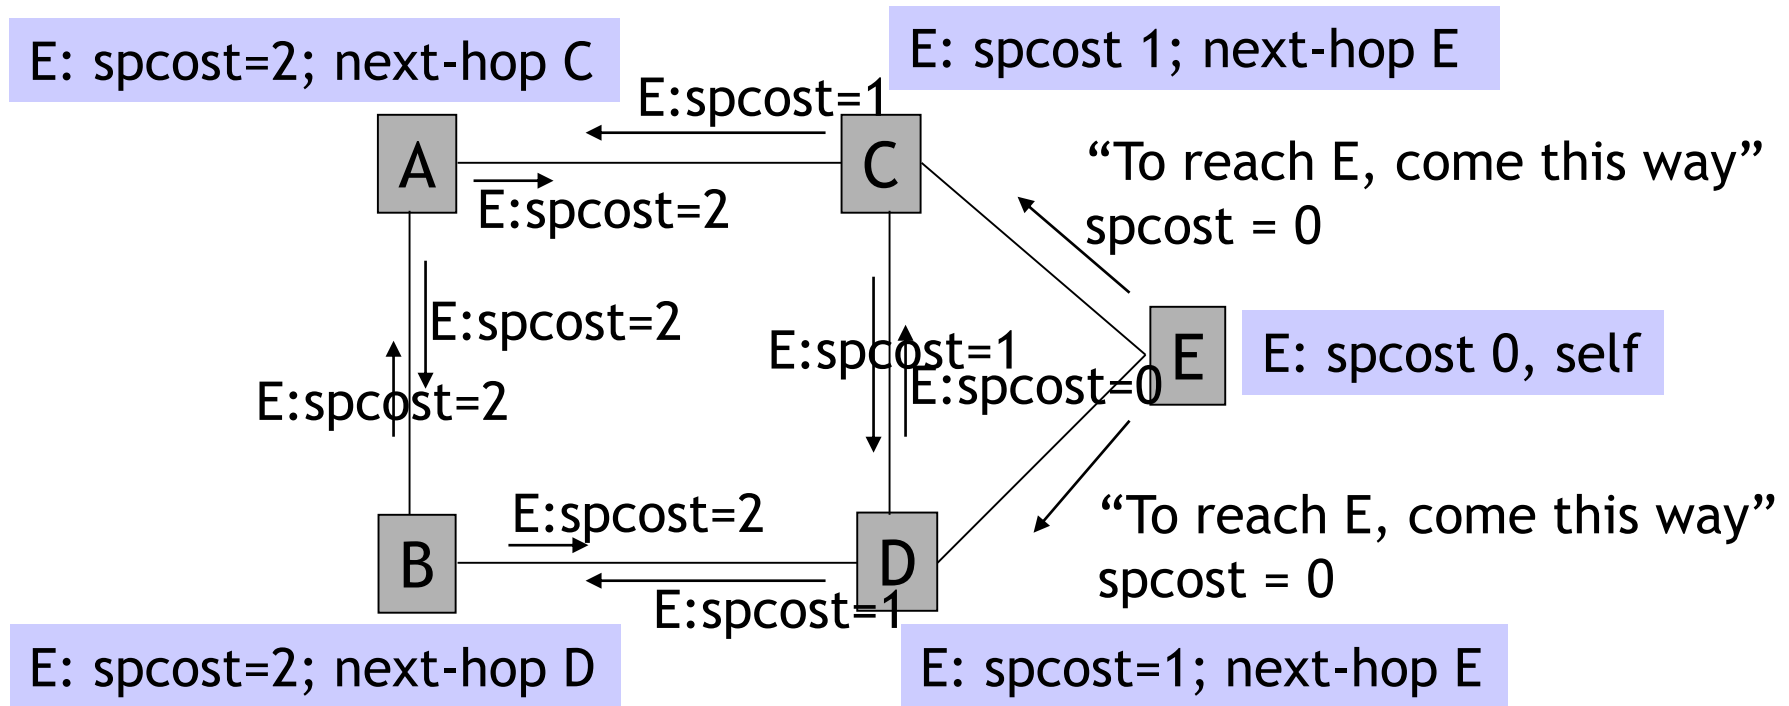 E: spcost=2; next-hop C
E: spcost 1; next-hop E
E:spcost=1
A
C
“To reach E, come this way”
spcost = 0
E:spcost=2
E:spcost=2
E:spcost=1
E:spcost=0
E
E: spcost 0, self
E:spcost=2
E:spcost=2
“To reach E, come this way”
spcost = 0
B
D
E:spcost=1
E: spcost=2; next-hop D
E: spcost=1; next-hop E